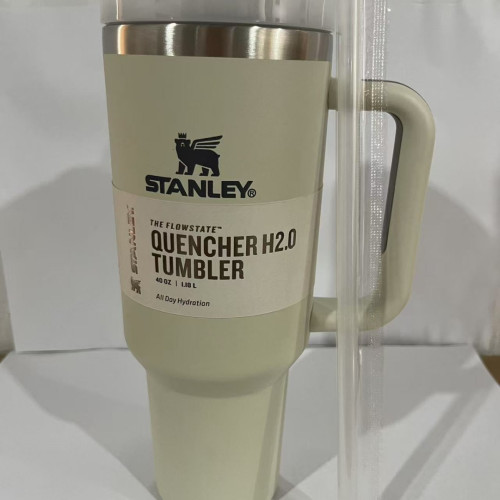 STANLEY®
THE FLOWSTATE™
QUENCHER H2.0
TUMBLER
40 OZ | 1.18 L
All Day Hydration
STANLEY